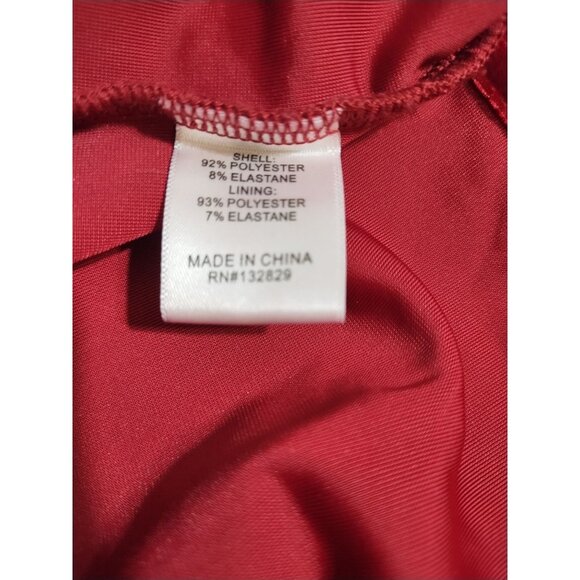 SHELL:
92% POLYESTER
8% ELASTANE
LINING:
93% POLYESTER
7% ELASTANE
MADE IN CHINA
RN#132829